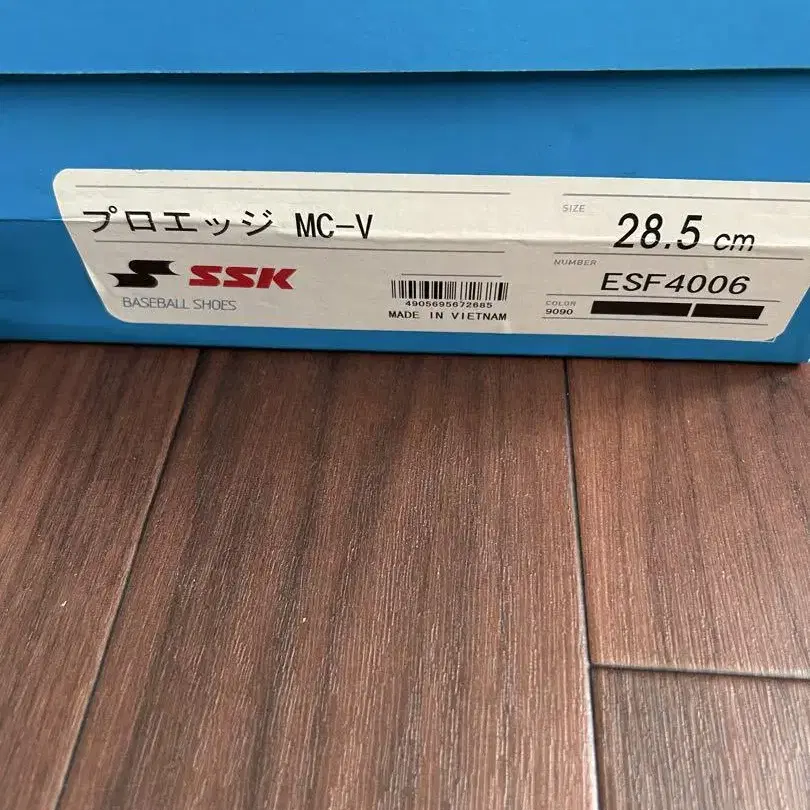 プロエッジ MC-V
SSK
BASEBALL SHOES
4905695672685
MADE IN VIETNAM
SIZE
28.5 cm
NUMBER
ESF4006
COLOR
9090